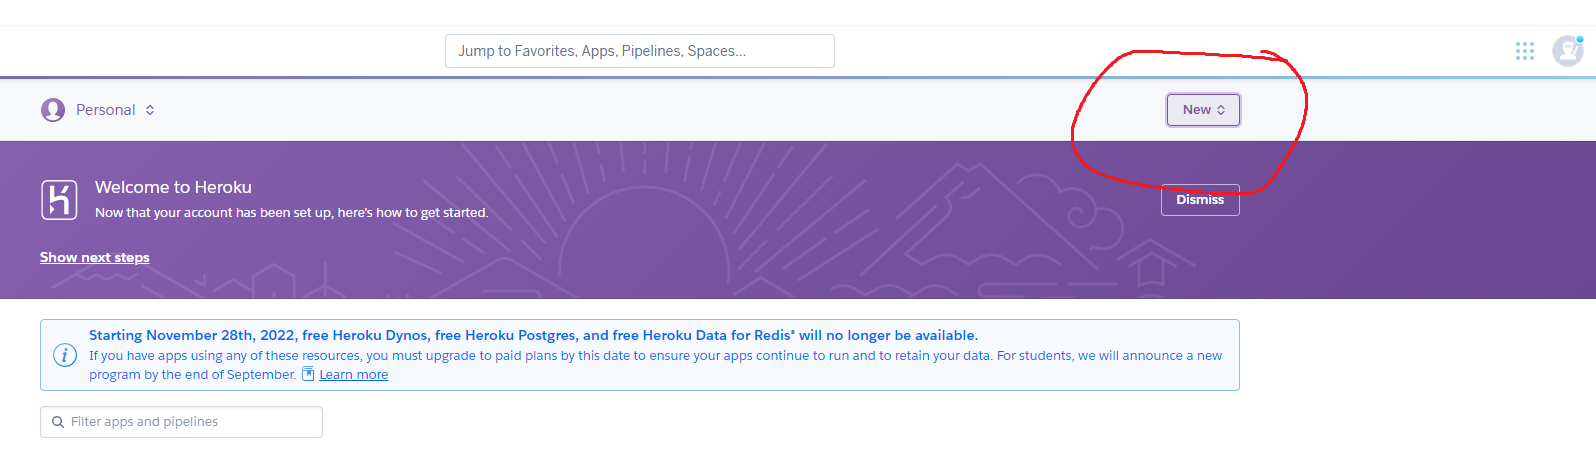 Jump to Favorites, Apps, Pipelines, Spaces...
Personal
New
Welcome to Heroku
Now that your account has been set up, here's how to get started.
Dismiss
Show next steps
Starting November 28th, 2022, free Heroku Dynos, free Heroku Postgres, and free Heroku Data for Redis® will no longer be available.
If you have apps using any of these resources, you must upgrade to paid plans by this date to ensure your apps continue to run and to retain your data. For students, we will announce a new
program by the end of September. Learn more
Filter apps and pipelines